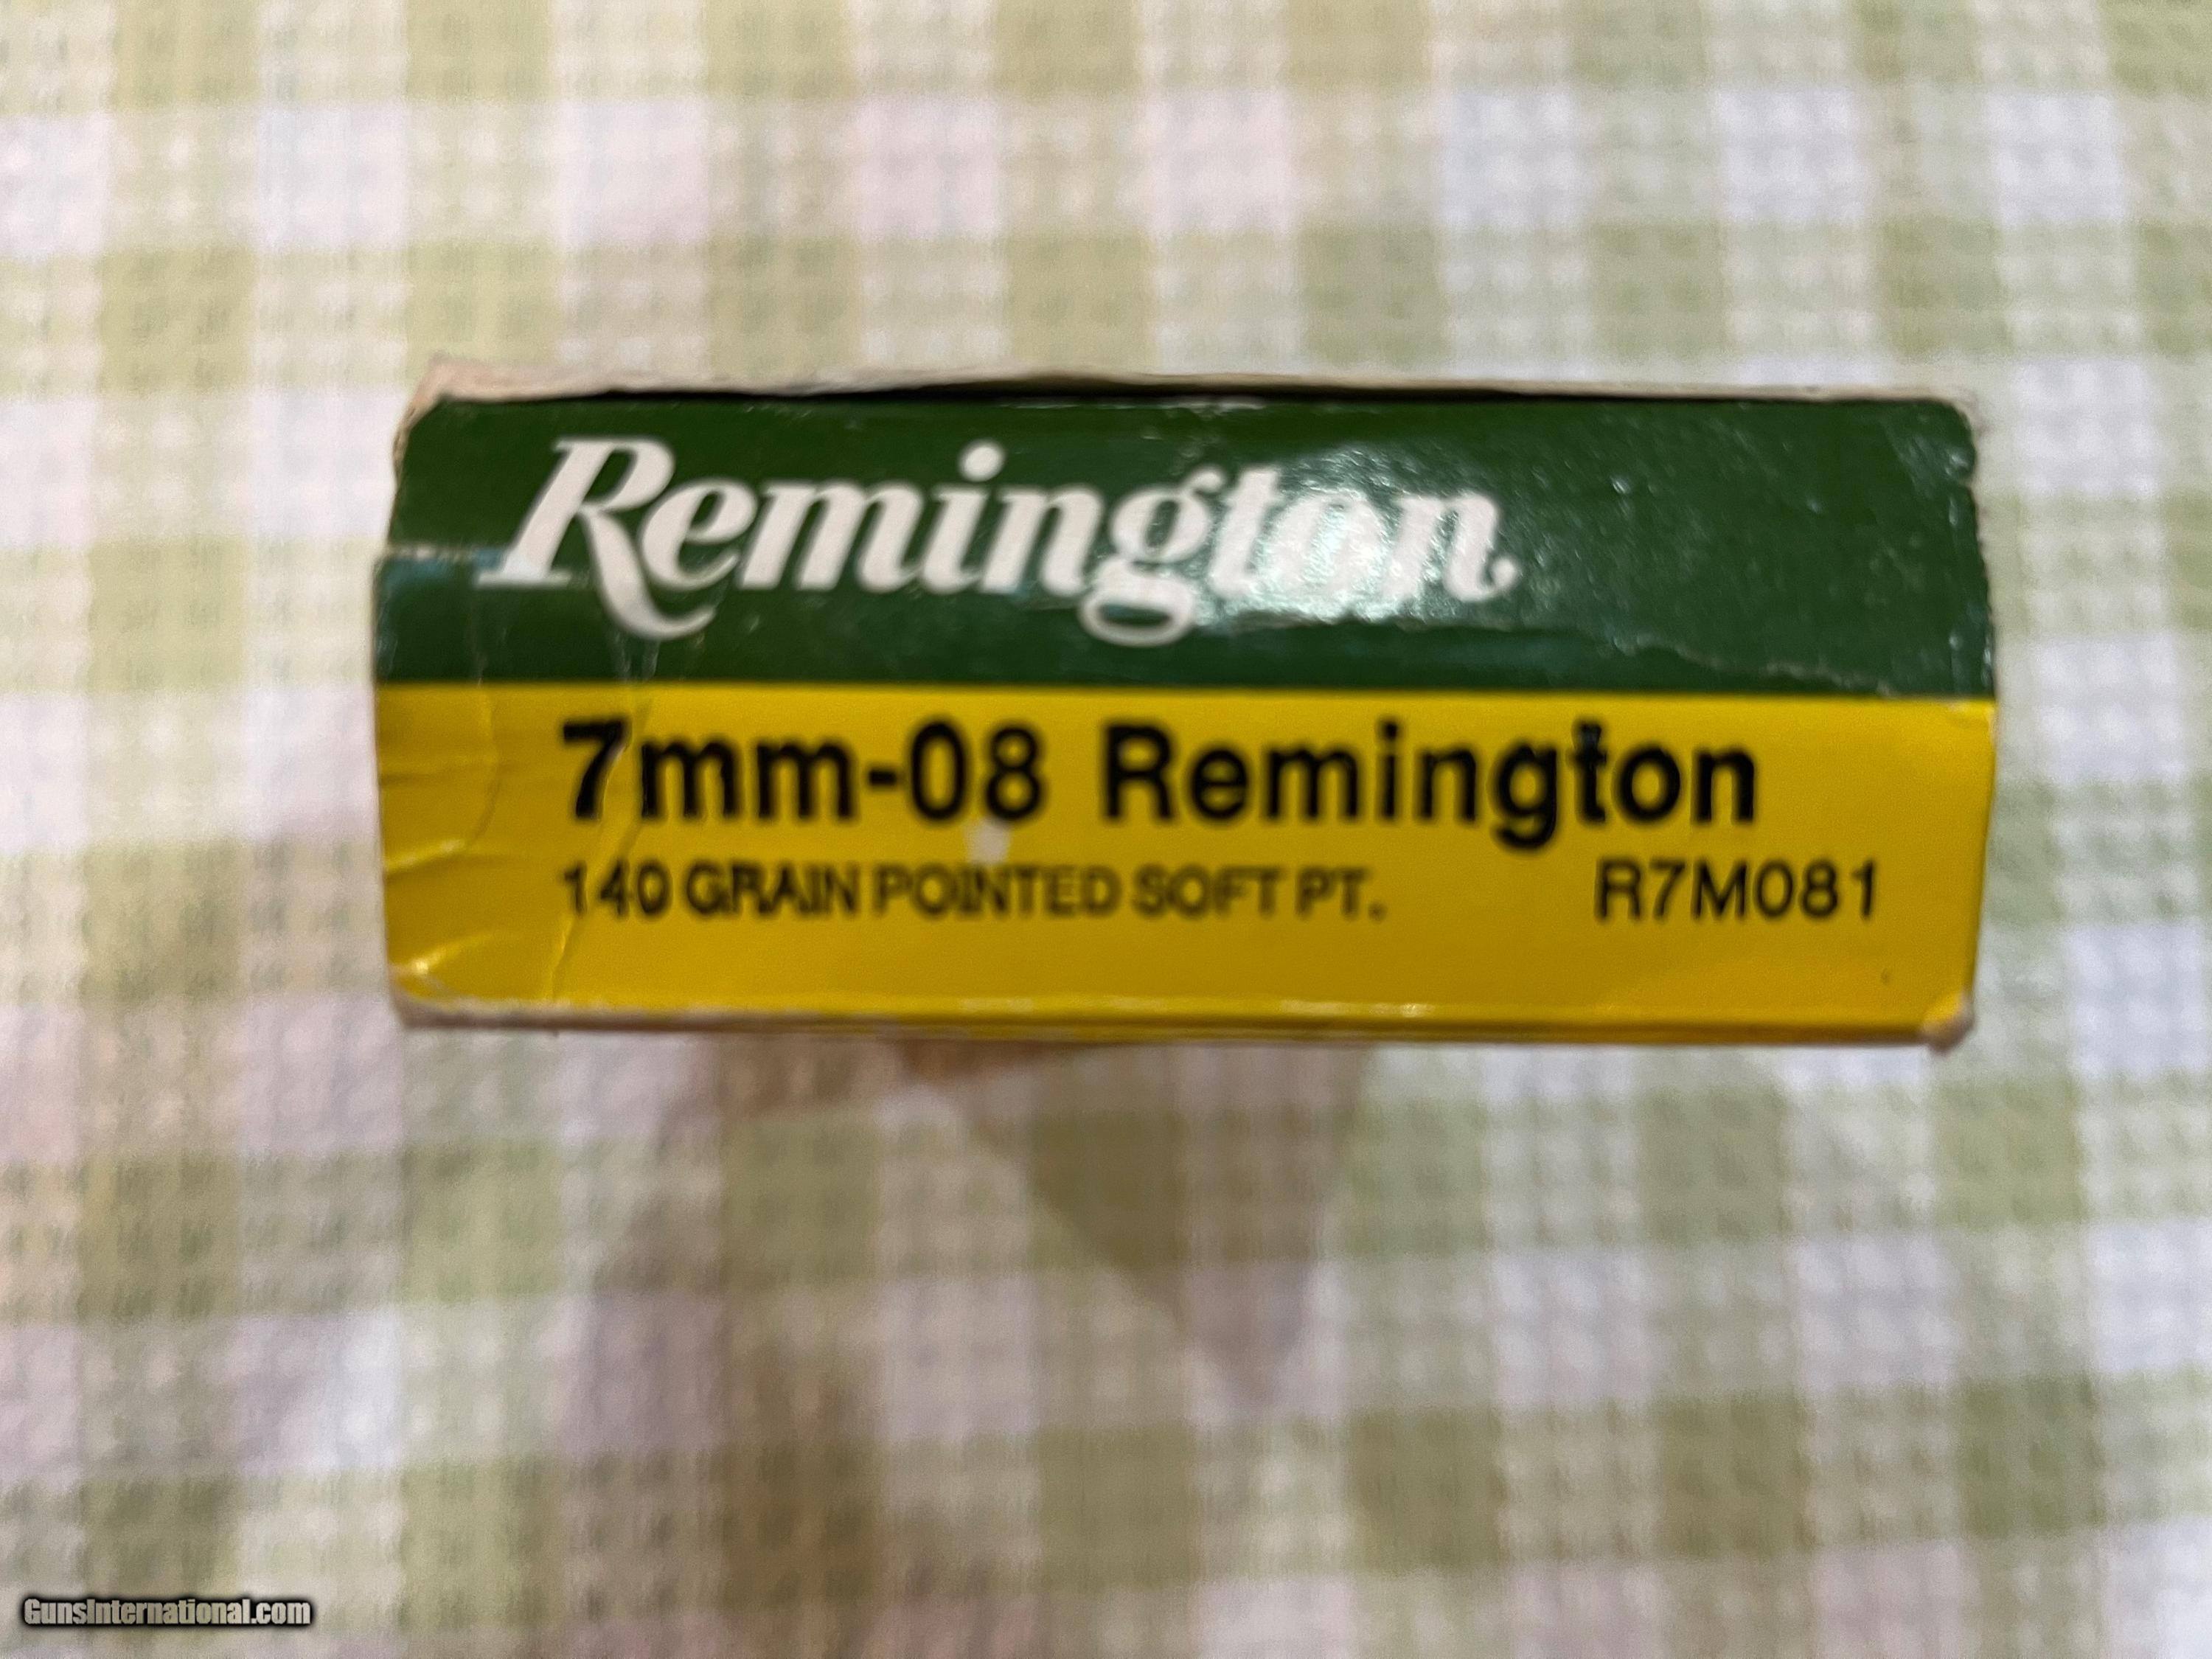 Remington
7mm-08 Remington
140 GRAIN POINTED SOFT PT. R7M081
GunsInternational.com